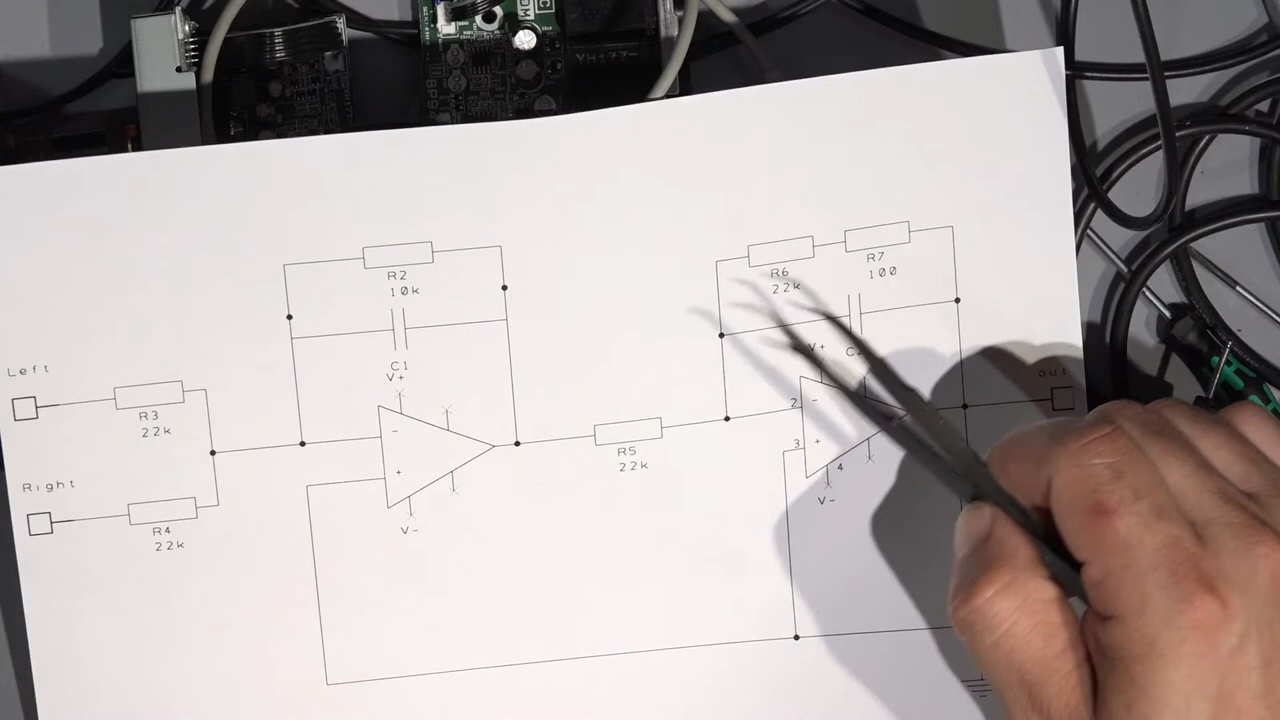 YH177-
R2
10k
R6
22k
R7
100
C1
V+
V+
Left
R3
22k
Right
R4
22k
-
+
V-
R5
22k
2
-
3
+
4
V-
out